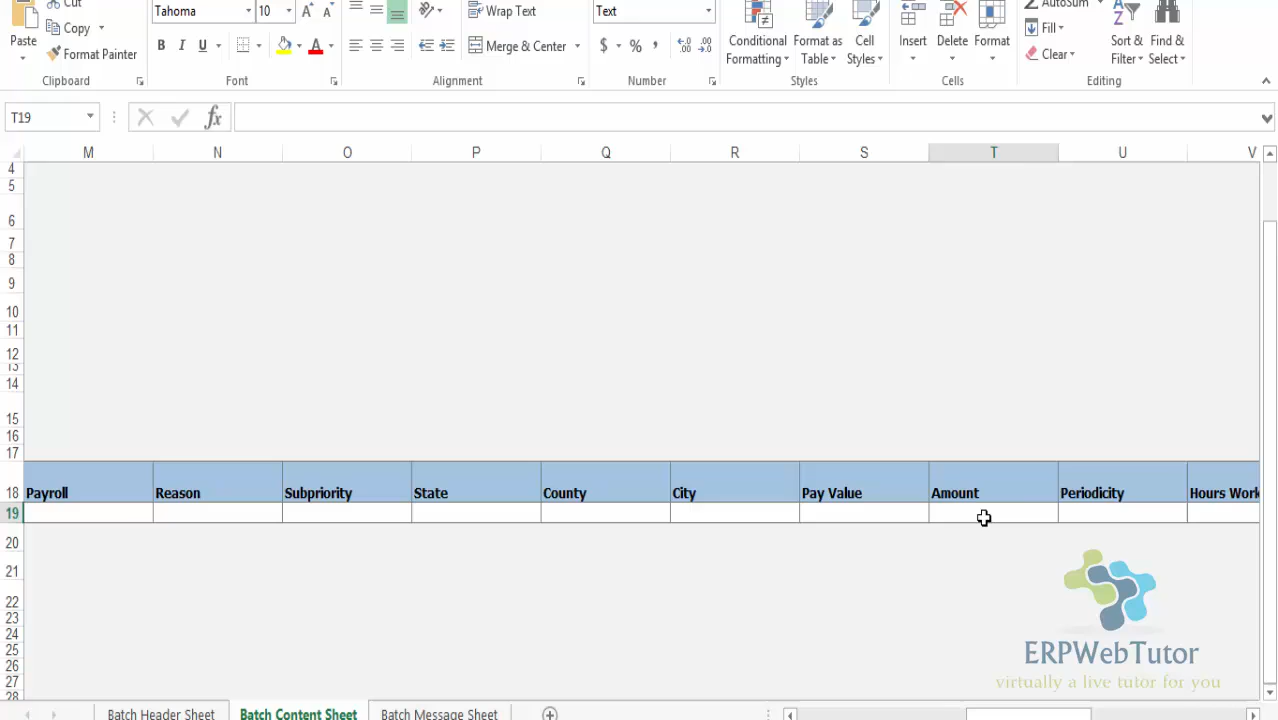 Cut
Tahoma 10
Wrap Text
Text
AutoSum
Paste
Copy
Fill
Format Painter
B I U
A
Merge & Center
$ % ,
Conditional Formatting
Format as Table
Cell Styles
Insert
Delete
Format
Clear
Sort & Filter
Find & Select
Clipboard
Font
Alignment
Number
Styles
Cells
Editing
T19
fx
M N O P Q R S T U V
4
5
6
7
8
9
10
11
12
13
14
15
16
17
18 Payroll Reason Subpriority State County City Pay Value Amount Periodicity Hours Work
19
20
21
22
23
24
25
26
27
28
ERPWebTutor
virtually a live tutor for you
Batch Header Sheet Batch Content Sheet Batch Message Sheet